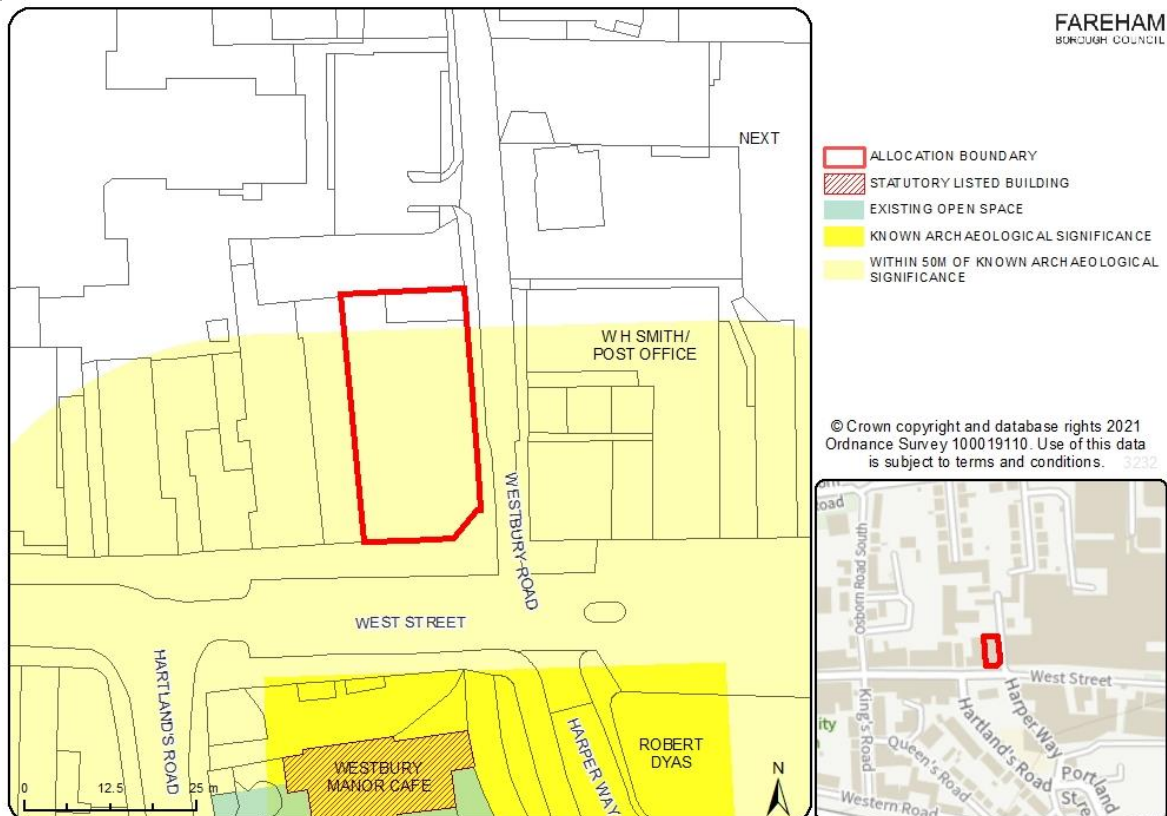 FAREHAM
BOROUGH COUNCIL
NEXT
ALLOCATION BOUNDARY
STATUTORY LISTED BUILDING
EXISTING OPEN SPACE
KNOWN ARCHAEOLOGICAL SIGNIFICANCE
WITHIN 50M OF KNOWN ARCHAEOLOGICAL
SIGNIFICANCE
W H SMITH/
POST OFFICE
© Crown copyright and database rights 2021
Ordnance Survey 100019110. Use of this data
is subject to terms and conditions.
3232
WESTBURY ROAD
WEST STREET
HARTLAND'S ROAD
HARPER WAY
ROBERT
DYAS
WESTBURY
MANOR CAFE
0 12.5 25 m
N
Road
Osborn Road South
West Street
King's Road
Harper Way
Hartland's Road
Queen's Road
Portland
Western Road